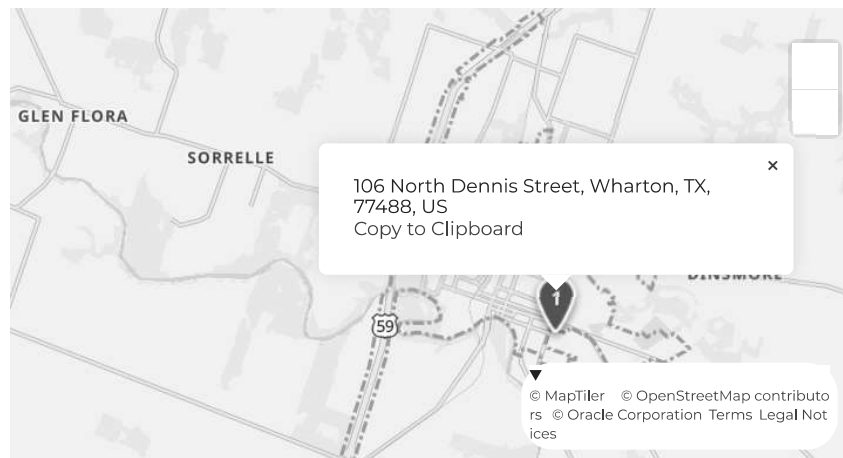 GLEN FLORA
SORRELLE
×
106 North Dennis Street, Wharton, TX,
77488, US
Copy to Clipboard
DINSMORE
1
59
© MapTiler © OpenStreetMap contributo
rs © Oracle Corporation Terms Legal Not
ices